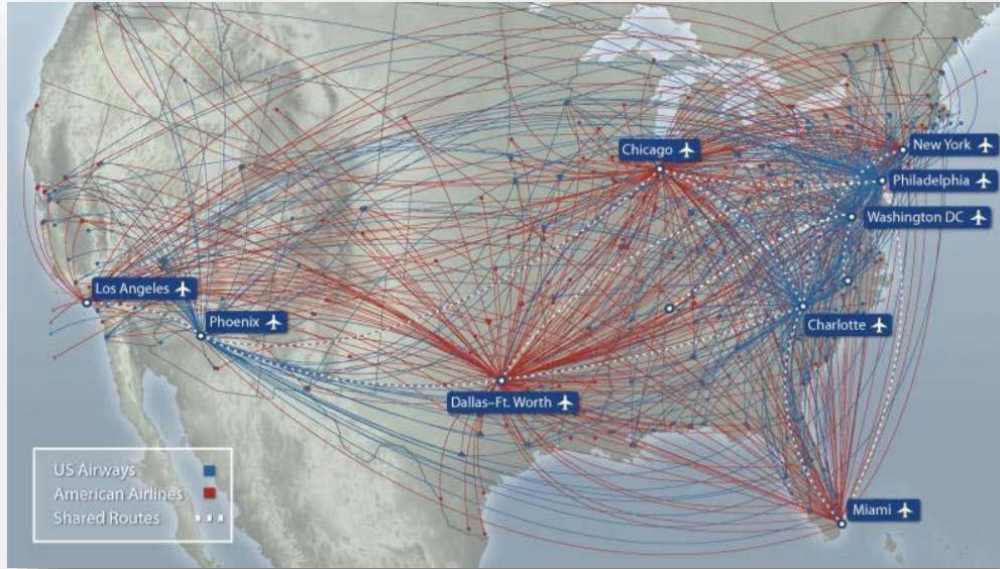 Chicago
New York
Philadelphia
Washington DC
Los Angeles
Phoenix
Charlotte
Dallas–Ft. Worth
Miami
US Airways
American Airlines
Shared Routes